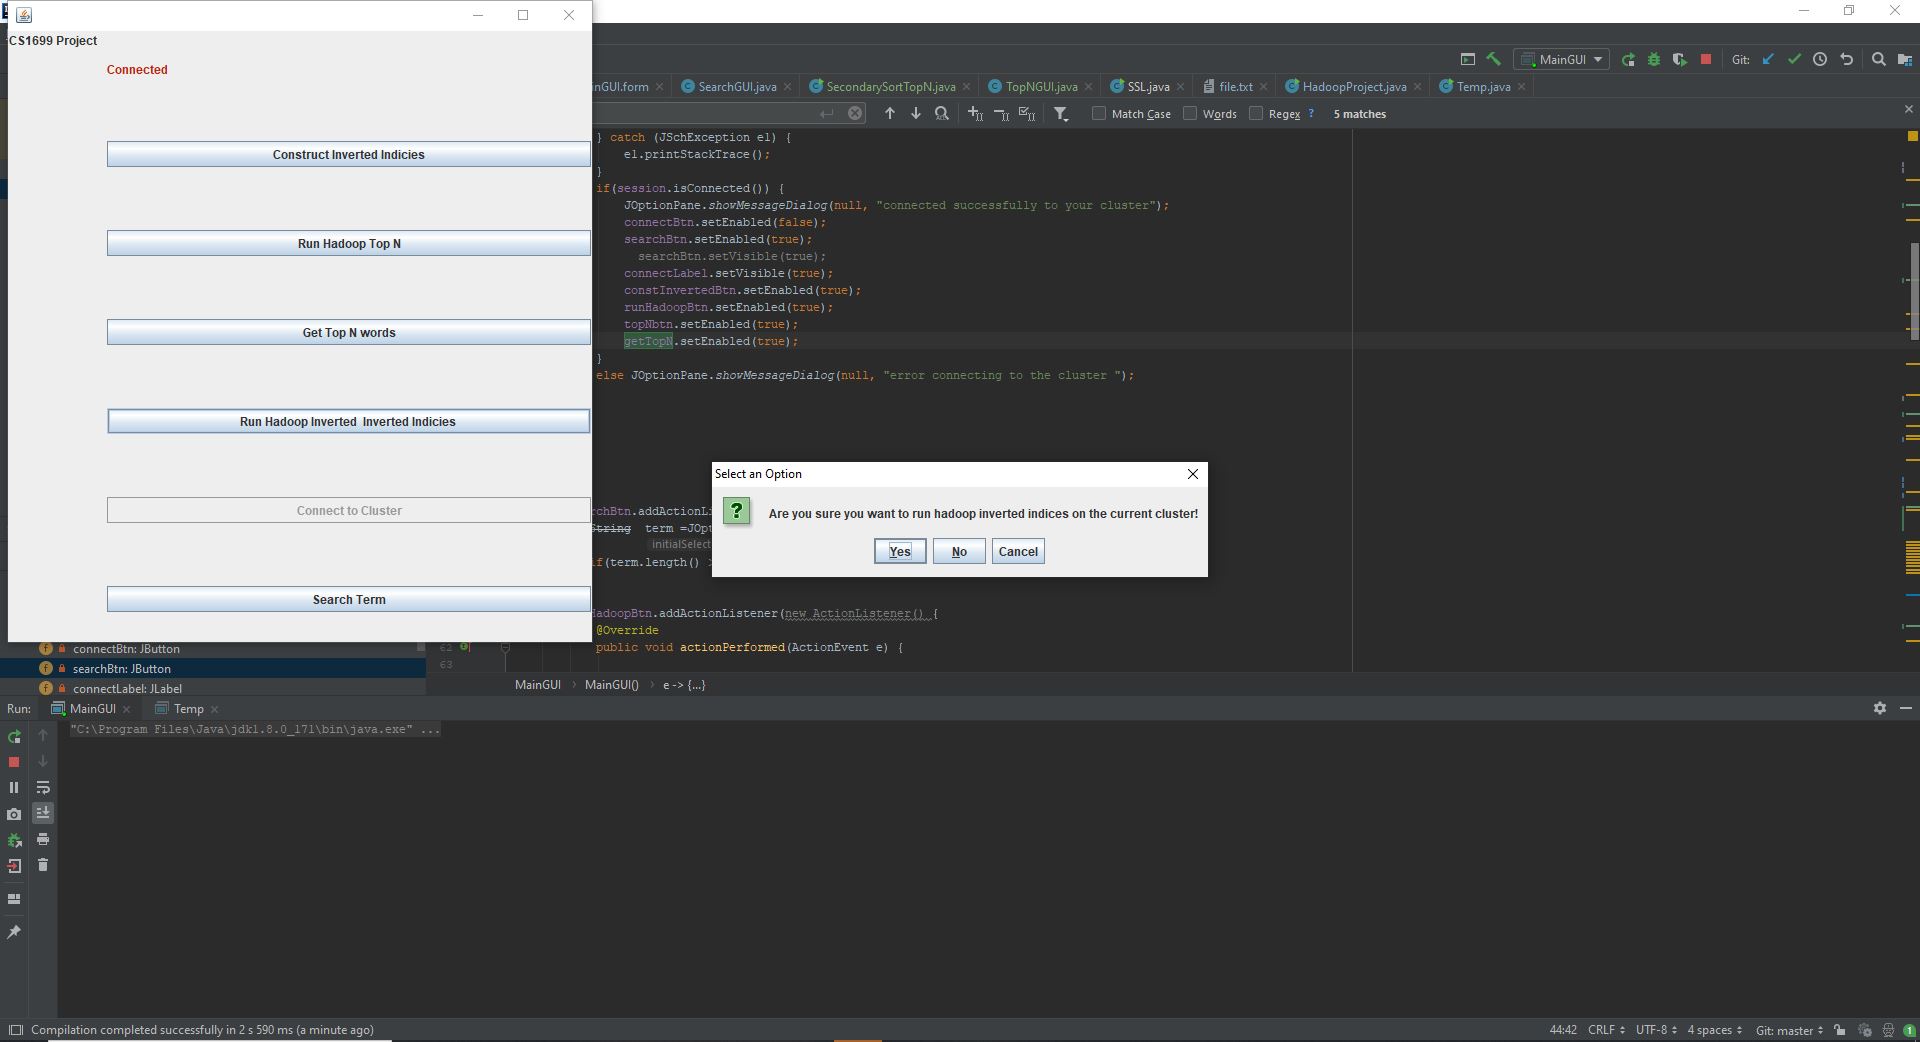 CS1699 Project
Connected
Construct Inverted Indicies
Run Hadoop Top N
Get Top N words
Run Hadoop Inverted  Inverted Indicies
Connect to Cluster
Search Term
MainGUI
Git:
inGUI.form
SearchGUI.java
SecondarySortTopN.java
TopNGUI.java
SSL.java
file.txt
HadoopProject.java
Temp.java
Match Case
Words
Regex ?
5 matches
} catch (JSchException e1) {
e1.printStackTrace();
}
if(session.isConnected()) {
JOptionPane.showMessageDialog(null, "connected successfully to your cluster");
connectBtn.setEnabled(false);
searchBtn.setEnabled(true);
searchBtn.setVisible(true);
connectLabel.setVisible(true);
constInvertedBtn.setEnabled(true);
runHadoopBtn.setEnabled(true);
topNbtn.setEnabled(true);
getTopN.setEnabled(true);
}
else JOptionPane.showMessageDialog(null, "error connecting to the cluster ");
Select an Option
?
Are you sure you want to run hadoop inverted indices on the current cluster!
Yes
No
Cancel
rchBtn.addActionLi
String  term =JOpt
initialSelect
if(term.length() >
HadoopBtn.addActionListener(new ActionListener() {
@Override
62
public void actionPerformed(ActionEvent e) {
63
connectBtn: JButton
searchBtn: JButton
connectLabel: JLabel
MainGUI
MainGUI()
e -> {...}
Run:
MainGUI
Temp
"C:\Program Files\Java\jdk1.8.0_171\bin\java.exe" ...
Compilation completed successfully in 2 s 590 ms (a minute ago)
44:42
CRLF
UTF-8
4 spaces
Git: master
1